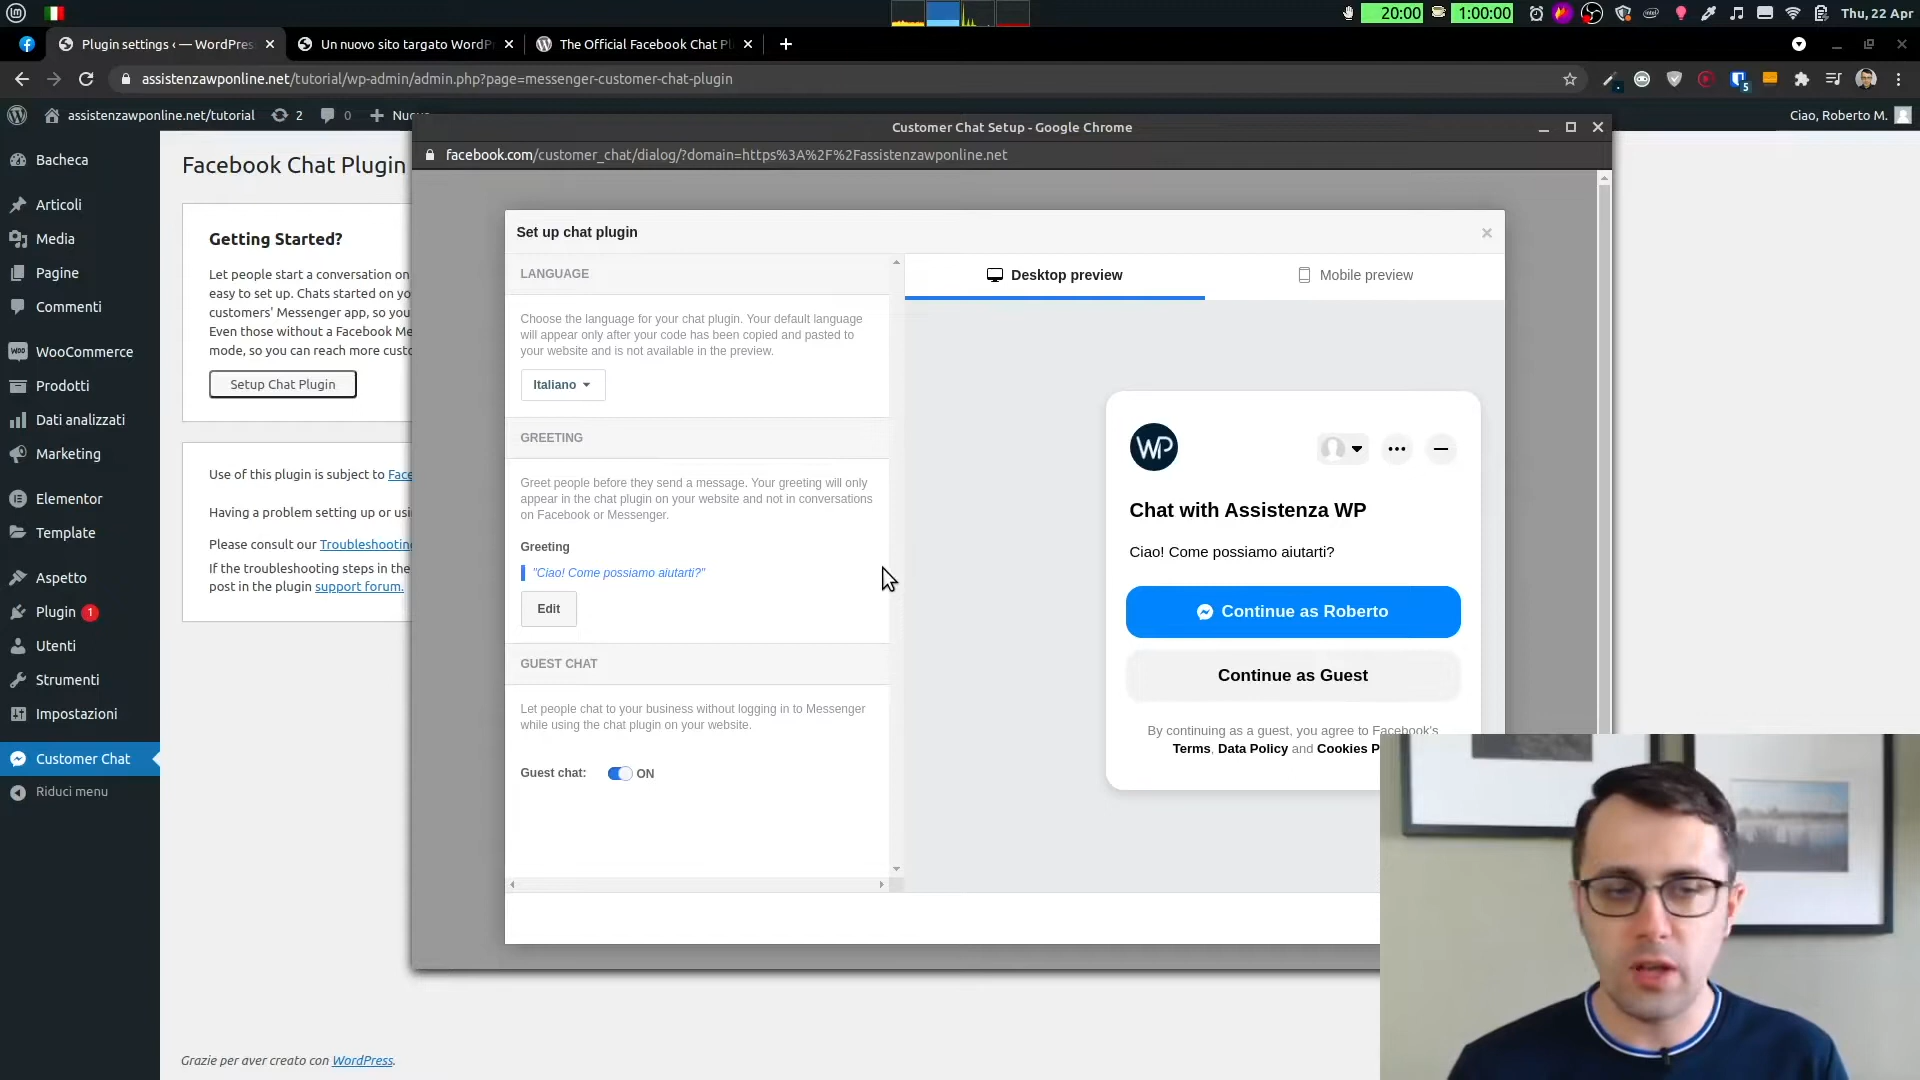 20:00
1:00:00
Thu, 22 Apr
Plugin settings ‹ — WordPres
Un nuovo sito targato WordP
The Official Facebook Chat Pl
assistenzawponline.net/tutorial/wp-admin/admin.php?page=messenger-customer-chat-plugin
5
assistenzawponline.net/tutorial
2
0
Nuo
Ciao, Roberto M.
Customer Chat Setup - Google Chrome
facebook.com/customer_chat/dialog/?domain=https%3A%2F%2Fassistenzawponline.net
Bacheca
Articoli
Media
Pagine
Commenti
WooCommerce
Prodotti
Dati analizzati
Marketing
Elementor
Template
Aspetto
Plugin 1
Utenti
Strumenti
Impostazioni
Customer Chat
Riduci menu
Facebook Chat Plugin
Getting Started?
Let people start a conversation on
easy to set up. Chats started on yo
customers' Messenger app, so you
Even those without a Facebook Me
mode, so you can reach more custo
Setup Chat Plugin
Use of this plugin is subject to Face
Having a problem setting up or usi
Please consult our Troubleshooting
If the troubleshooting steps in the
post in the plugin support forum.
Set up chat plugin
LANGUAGE
Choose the language for your chat plugin. Your default language
will appear only after your code has been copied and pasted to
your website and is not available in the preview.
Italiano
GREETING
Greet people before they send a message. Your greeting will only
appear in the chat plugin on your website and not in conversations
on Facebook or Messenger.
Greeting
"Ciao! Come possiamo aiutarti?"
Edit
GUEST CHAT
Let people chat to your business without logging in to Messenger
while using the chat plugin on your website.
Guest chat: ON
Desktop preview
Mobile preview
WP
Chat with Assistenza WP
Ciao! Come possiamo aiutarti?
Continue as Roberto
Continue as Guest
By continuing as a guest, you agree to Facebook's
Terms, Data Policy and Cookies P
Grazie per aver creato con WordPress.